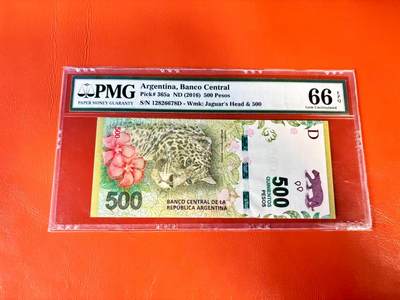 PMG
PAPER MONEY GUARANTY
Argentina, Banco Central
Pick# 365a ND (2016) 500 Pesos
S/N 12826678D - Wmk: Jaguar's Head & 500
66 EPQ
Gem Uncirculated
500
D
500
BANCO CENTRAL DE LA
REPÚBLICA ARGENTINA
500
QUINIENTOS
PESOS